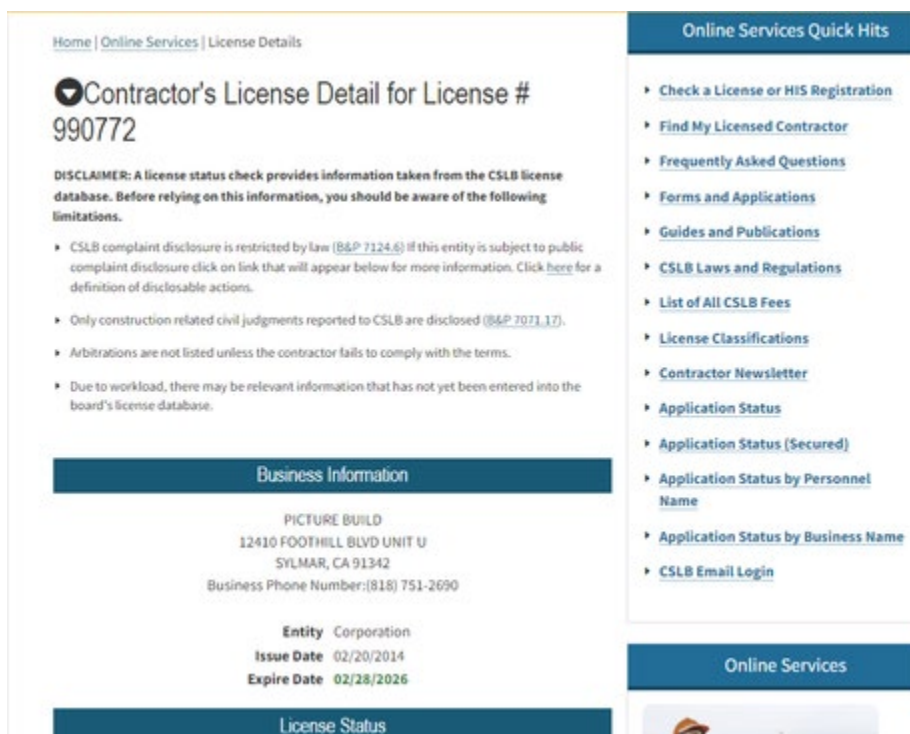 Home | Online Services | License Details
Contractor's License Detail for License #
990772
DISCLAIMER: A license status check provides information taken from the CSLB license
database. Before relying on this information, you should be aware of the following
limitations.
CSLB complaint disclosure is restricted by law (B&P 7124.6) If this entity is subject to public
complaint disclosure click on link that will appear below for more information. Click here for a
definition of disclosable actions.
Only construction related civil judgments reported to CSLB are disclosed (B&P 7071.17).
Arbitrations are not listed unless the contractor fails to comply with the terms.
Due to workload, there may be relevant information that has not yet been entered into the
board's license database.
Business Information
PICTURE BUILD
12410 FOOTHILL BLVD UNIT U
SYLMAR, CA 91342
Business Phone Number:(818) 751-2690
Entity Corporation
Issue Date 02/20/2014
Expire Date 02/28/2026
License Status
Online Services Quick Hits
Check a License or HIS Registration
Find My Licensed Contractor
Frequently Asked Questions
Forms and Applications
Guides and Publications
CSLB Laws and Regulations
List of All CSLB Fees
License Classifications
Contractor Newsletter
Application Status
Application Status (Secured)
Application Status by Personnel
Name
Application Status by Business Name
CSLB Email Login
Online Services